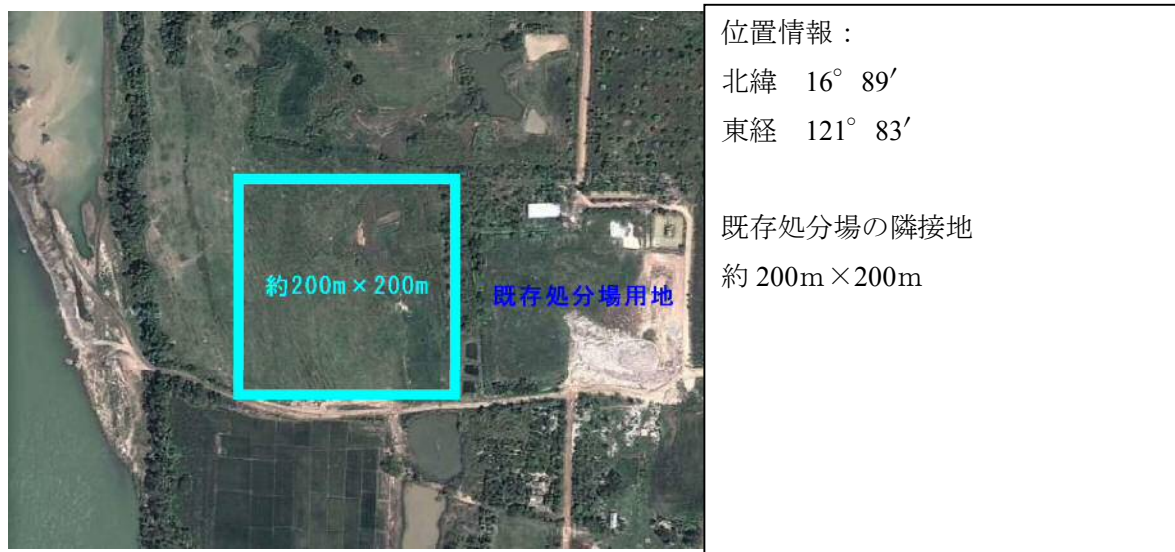 約200m×200m
既存処分場用地
位置情報：
北緯　16°89′
東経　121°83′
既存処分場の隣接地
約 200m×200m